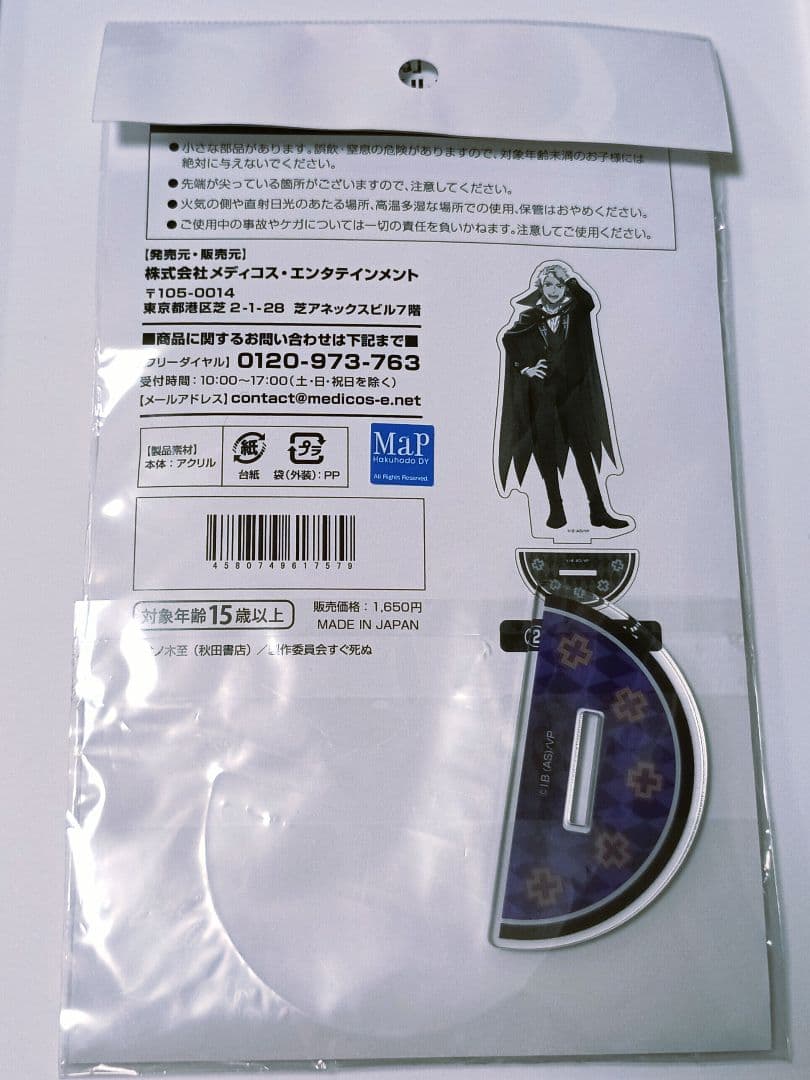 ●小さな部品があります。誤飲・窒息の危険がありますので、対象年齢未満のお子様には
絶対に与えないでください。
●先端が尖っている箇所がございますので、注意してください。
●火気の側や直射日光のあたる場所、高温多湿な場所での使用、保管はおやめください。
●ご使用中の事故やケガについては一切の責任を負いかねます。注意してご使用ください。
【発売元・販売元】
株式会社メディコス・エンタテインメント
〒105-0014
東京都港区芝2-1-28 芝アネックスビル7階
■商品に関するお問い合わせは下記まで■
フリーダイヤル】0120-973-763
受付時間:10:00〜17:00(土・日・祝日を除く)
【メールアドレス】contact@medicos-e.net
【製品素材】
本体:アクリル
紙
台紙
プラ
袋(外装):PP
MaP
Hakuhodo DY
All Rights Reserved.
4580749617579
対象年齢15歳以上
販売価格:1,650円
MADE IN JAPAN
ノ木至(秋田書店)/製作委員会すぐ死ぬ
2
©I.B(AS)/VP